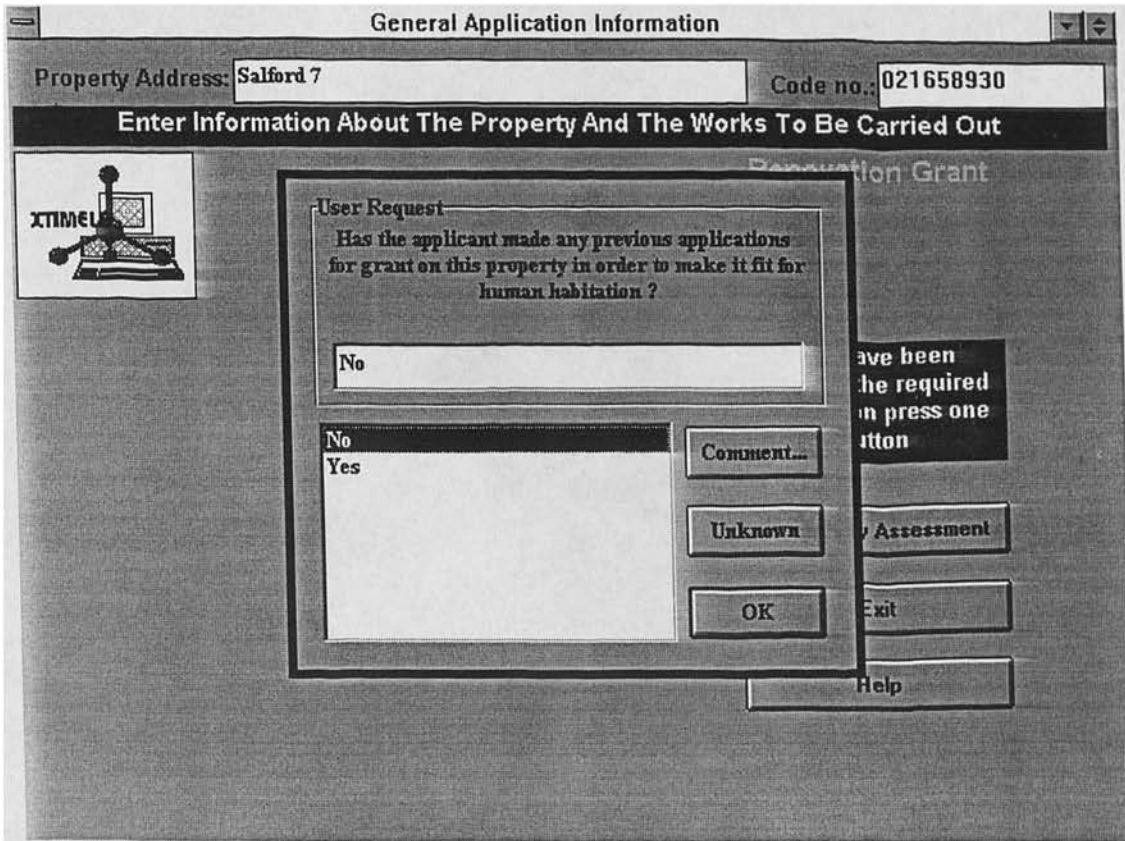 General Application Information
Property Address: Salford 7 Code no.: 021658930
Enter Information About The Property And The Works To Be Carried Out
Renovation Grant
User Request
Has the applicant made any previous applications
for grant on this property in order to make it fit for
human habitation ?
No
No
Yes
Comment...
Unknown
OK
ave been
he required
n press one
utton
Assessment
Exit
Help